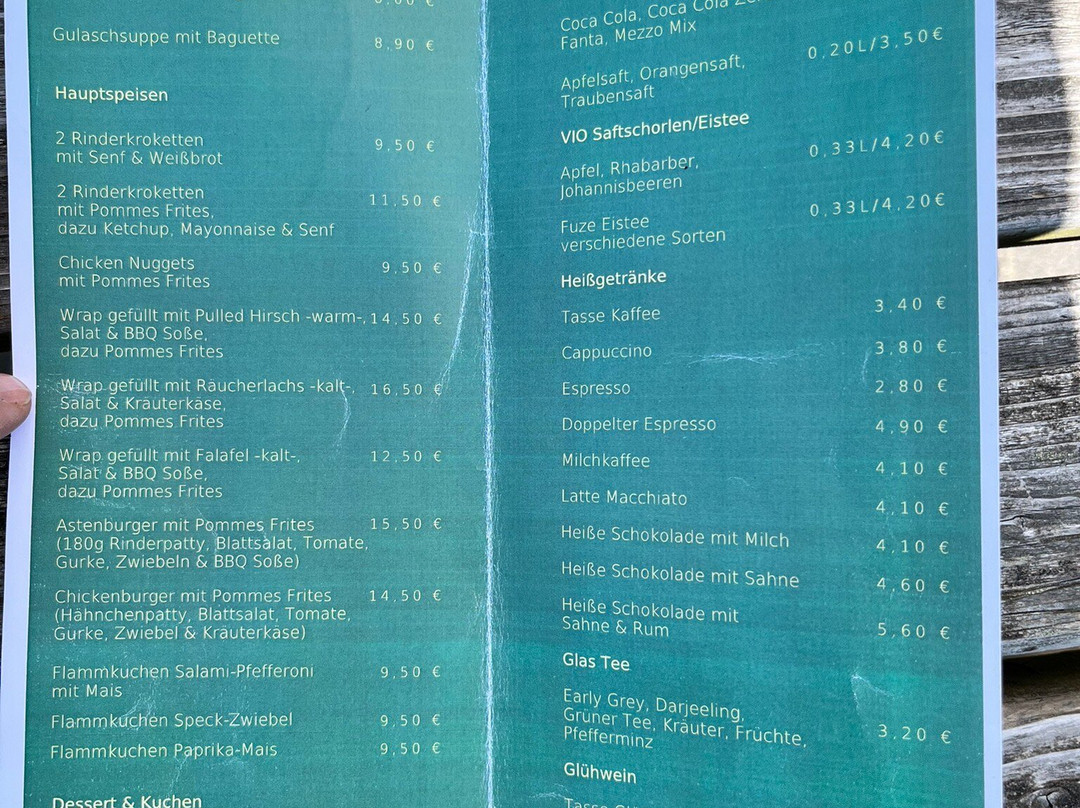 Gulaschsuppe mit Baguette 8,90 €
Hauptspeisen
2 Rinderkroketten 9,50 €
mit Senf & Weißbrot
2 Rinderkroketten 11,50 €
mit Pommes Frites,
dazu Ketchup, Mayonnaise & Senf
Chicken Nuggets 9,50 €
mit Pommes Frites
Wrap gefüllt mit Pulled Hirsch -warm-, 14,50 €
Salat & BBQ Soße,
dazu Pommes Frites
Wrap gefüllt mit Räucherlachs -kalt-, 16,50 €
Salat & Kräuterkäse,
dazu Pommes Frites
Wrap gefüllt mit Falafel -kalt-, 12,50 €
Salat & BBQ Soße,
dazu Pommes Frites
Astenburger mit Pommes Frites 15,50 €
(180g Rinderpatty, Blattsalat, Tomate,
Gurke, Zwiebeln & BBQ Soße)
Chickenburger mit Pommes Frites 14,50 €
(Hähnchenpatty, Blattsalat, Tomate,
Gurke, Zwiebel & Kräuterkäse)
Flammkuchen Salami-Pfefferoni 9,50 €
mit Mais
Flammkuchen Speck-Zwiebel 9,50 €
Flammkuchen Paprika-Mais 9,50 €
Dessert & Kuchen
Coca Cola, Coca Cola
Fanta, Mezzo Mix
0,20L/3,50€
Apfelsaft, Orangensaft,
Traubensaft
VIO Saftschorlen/Eistee
Apfel, Rhabarber, 0,33L/4,20€
Johannisbeeren
Fuze Eistee 0,33L/4,20€
verschiedene Sorten
Heißgetränke
Tasse Kaffee 3,40 €
Cappuccino 3,80 €
Espresso 2,80 €
Doppelter Espresso 4,90 €
Milchkaffee 4,10 €
Latte Macchiato 4,10 €
Heiße Schokolade mit Milch 4,10 €
Heiße Schokolade mit Sahne 4,60 €
Heiße Schokolade mit
Sahne & Rum 5,60 €
Glas Tee
Early Grey, Darjeeling,
Grüner Tee, Kräuter, Früchte, 3,20 €
Pfefferminz
Glühwein
Tasse